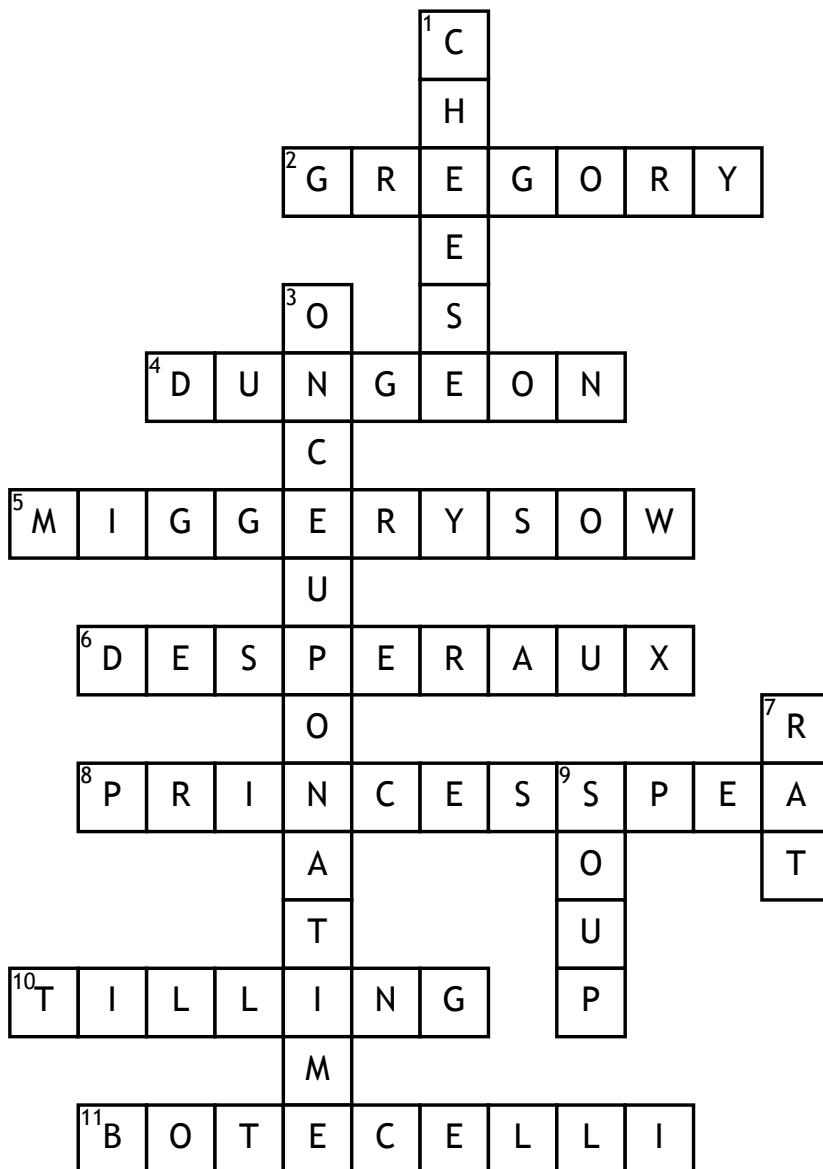 1 C
H
2 G R E G O R Y
E
3 O S
4 D U N G E O N
C
5 M I G G E R Y S O W
U
6 D E S P E R A U X
O 7 R
8 P R I N C E S 9 S P E A
A O T
T U
10 T I L L I N G P
M
11 B O T E C E L L I